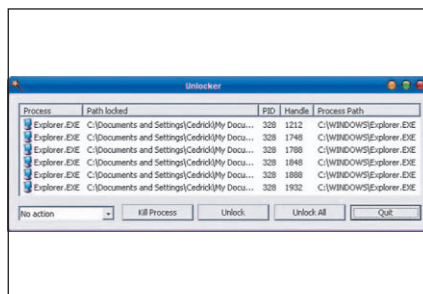 Unlocker
Process Path locked PID Handle Process Path
Explorer.EXE C:\Documents and Settings\Cedrick\My Docu... 328 1212 C:\WINDOWS\Explorer.EXE
Explorer.EXE C:\Documents and Settings\Cedrick\My Docu... 328 1748 C:\WINDOWS\Explorer.EXE
Explorer.EXE C:\Documents and Settings\Cedrick\My Docu... 328 1788 C:\WINDOWS\Explorer.EXE
Explorer.EXE C:\Documents and Settings\Cedrick\My Docu... 328 1848 C:\WINDOWS\Explorer.EXE
Explorer.EXE C:\Documents and Settings\Cedrick\My Docu... 328 1888 C:\WINDOWS\Explorer.EXE
Explorer.EXE C:\Documents and Settings\Cedrick\My Docu... 328 1932 C:\WINDOWS\Explorer.EXE
No action Kill Process Unlock Unlock All Quit